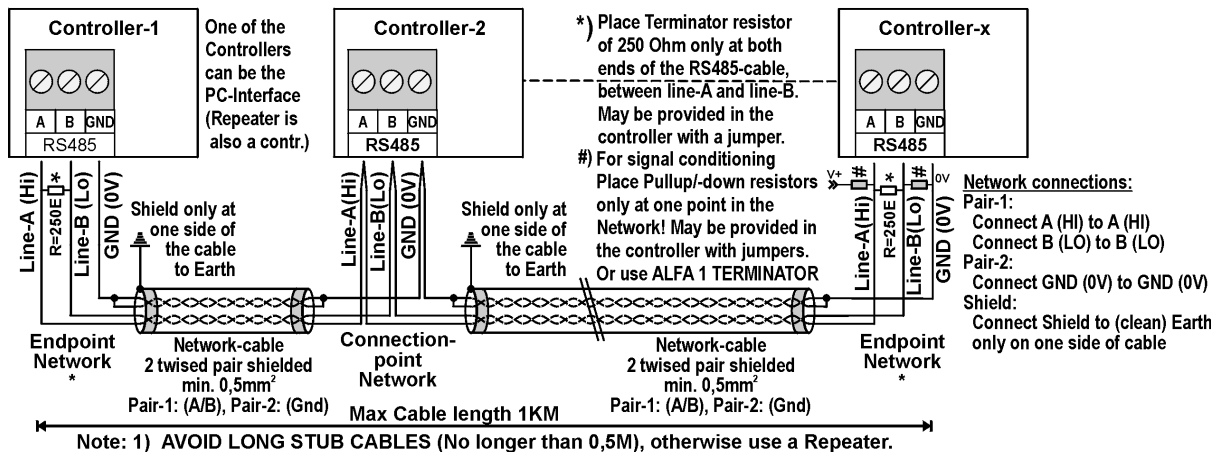 Controller-1
A B GND
RS485
One of the
Controllers
can be the
PC-Interface
(Repeater is
also a contr.)
Controller-2
A B GND
RS485
*) Place Terminator resistor
of 250 Ohm only at both
ends of the RS485-cable,
between line-A and line-B.
May be provided in the
controller with a jumper.
#) For signal conditioning
Place Pullup/-down resistors
only at one point in the
Network! May be provided in
the controller with jumpers.
Or use ALFA 1 TERMINATOR
Controller-x
A B GND
RS485
Line-A (Hi)
R=250E *
Line-B (Lo)
GND (0V)
Shield only at
one side of
the cable
to Earth
Line-A(Hi)
Line-B(Lo)
GND (0V)
Shield only at
one side of
the cable
to Earth
V+ # * # 0V
Line-A(Hi)
R=250E
Line-B(Lo)
GND (0V)
Network connections:
Pair-1:
Connect A (HI) to A (HI)
Connect B (LO) to B (LO)
Pair-2:
Connect GND (0V) to GND (0V)
Shield:
Connect Shield to (clean) Earth
only on one side of cable
Endpoint
Network
*
Network-cable
2 twised pair shielded
min. 0,5mm²
Pair-1: (A/B), Pair-2: (Gnd)
Connection-
point
Network
Network-cable
2 twised pair shielded
min. 0,5mm²
Pair-1: (A/B), Pair-2: (Gnd)
Endpoint
Network
*
Max Cable length 1KM
Note: 1) AVOID LONG STUB CABLES (No longer than 0,5M), otherwise use a Repeater.